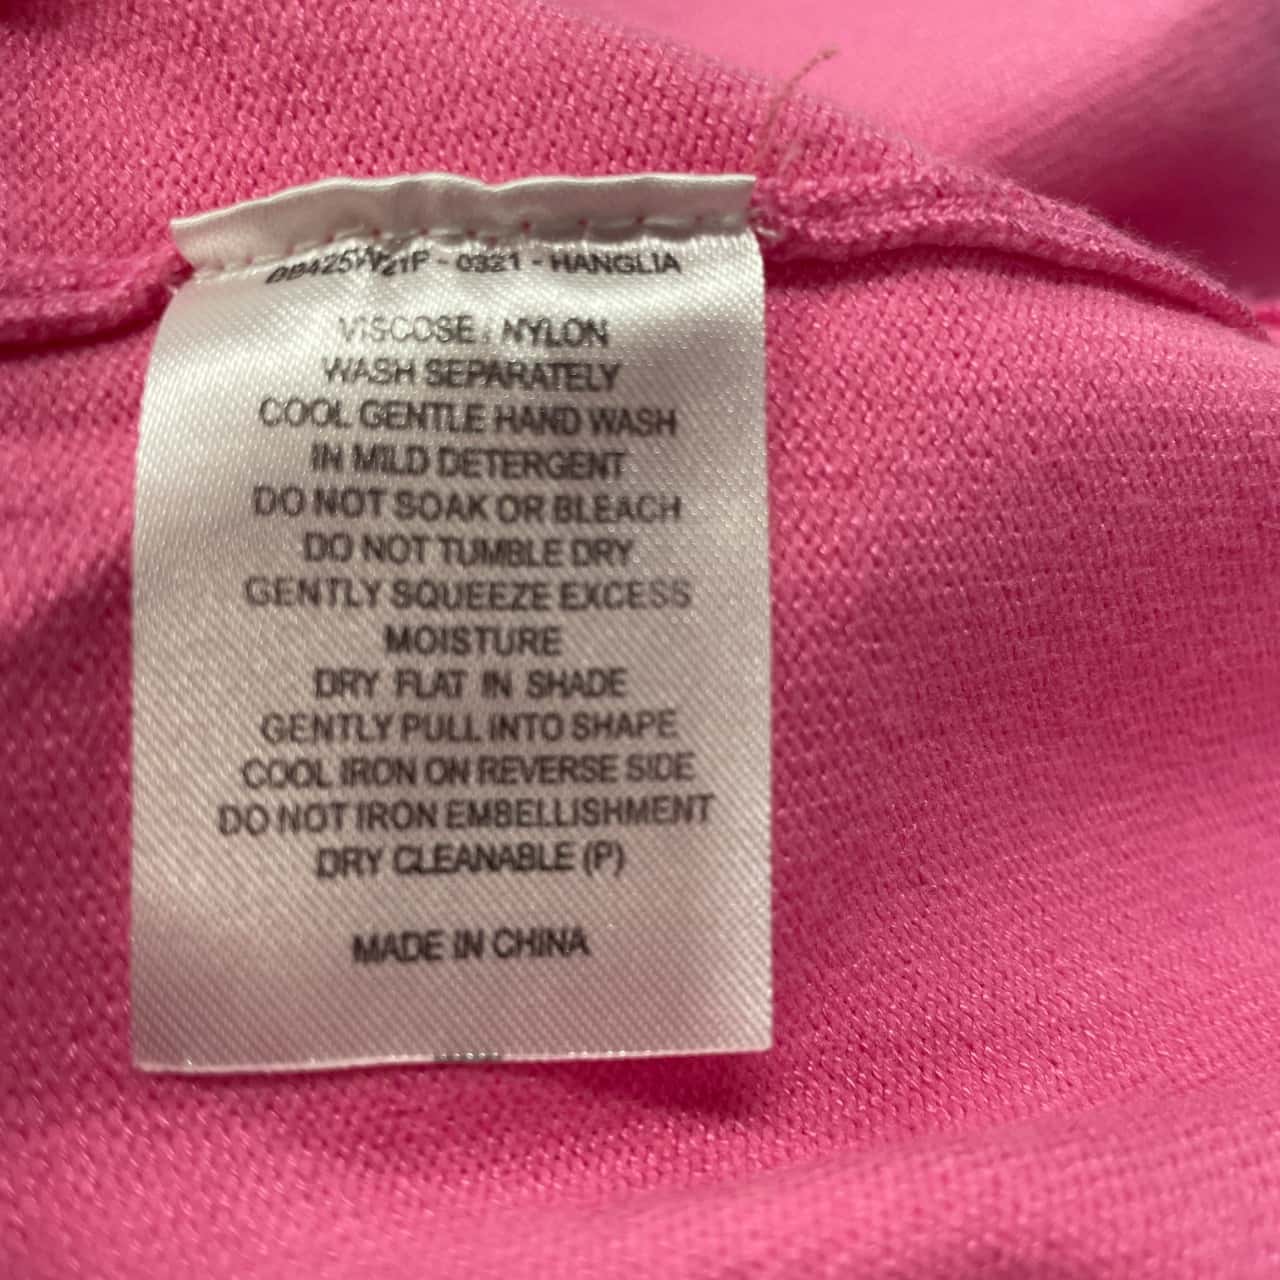 - 0321 - HANGLIA
VISCOSE / NYLON
WASH SEPARATELY
COOL GENTLE HAND WASH
IN MILD DETERGENT
DO NOT SOAK OR BLEACH
DO NOT TUMBLE DRY
GENTLY SQUEEZE EXCESS
MOISTURE
DRY FLAT IN SHADE
GENTLY PULL INTO SHAPE
COOL IRON ON REVERSE SIDE
DO NOT IRON EMBELLISHMENT
DRY CLEANABLE (P)
MADE IN CHINA